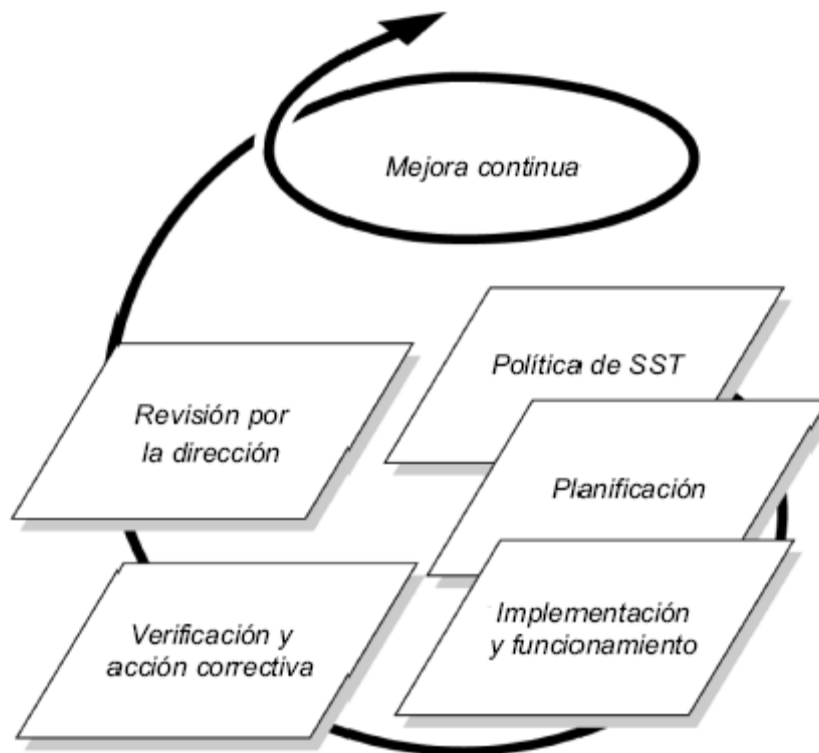 Mejora continua
Política de SST
Revisión por
la dirección
Planificación
Implementación
y funcionamiento
Verificación y
acción correctiva